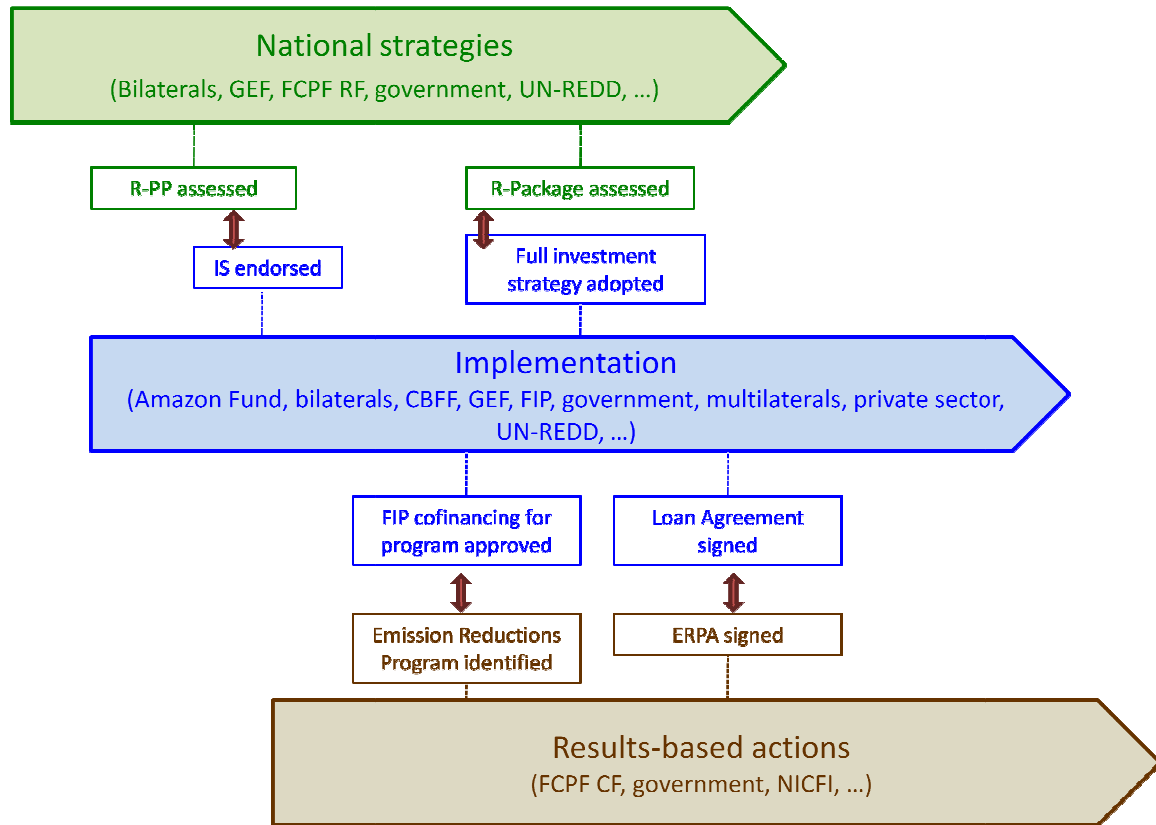 National strategies
(Bilaterals, GEF, FCPF RF, government, UN-REDD, ...)
R-PP assessed
R-Package assessed
IS endorsed
Full investment
strategy adopted
Implementation
(Amazon Fund, bilaterals, CBFF, GEF, FIP, government, multilaterals, private sector,
UN-REDD, ...)
FIP cofinancing for
program approved
Loan Agreement
signed
Emission Reductions
Program identified
ERPA signed
Results-based actions
(FCPF CF, government, NICFI, ...)